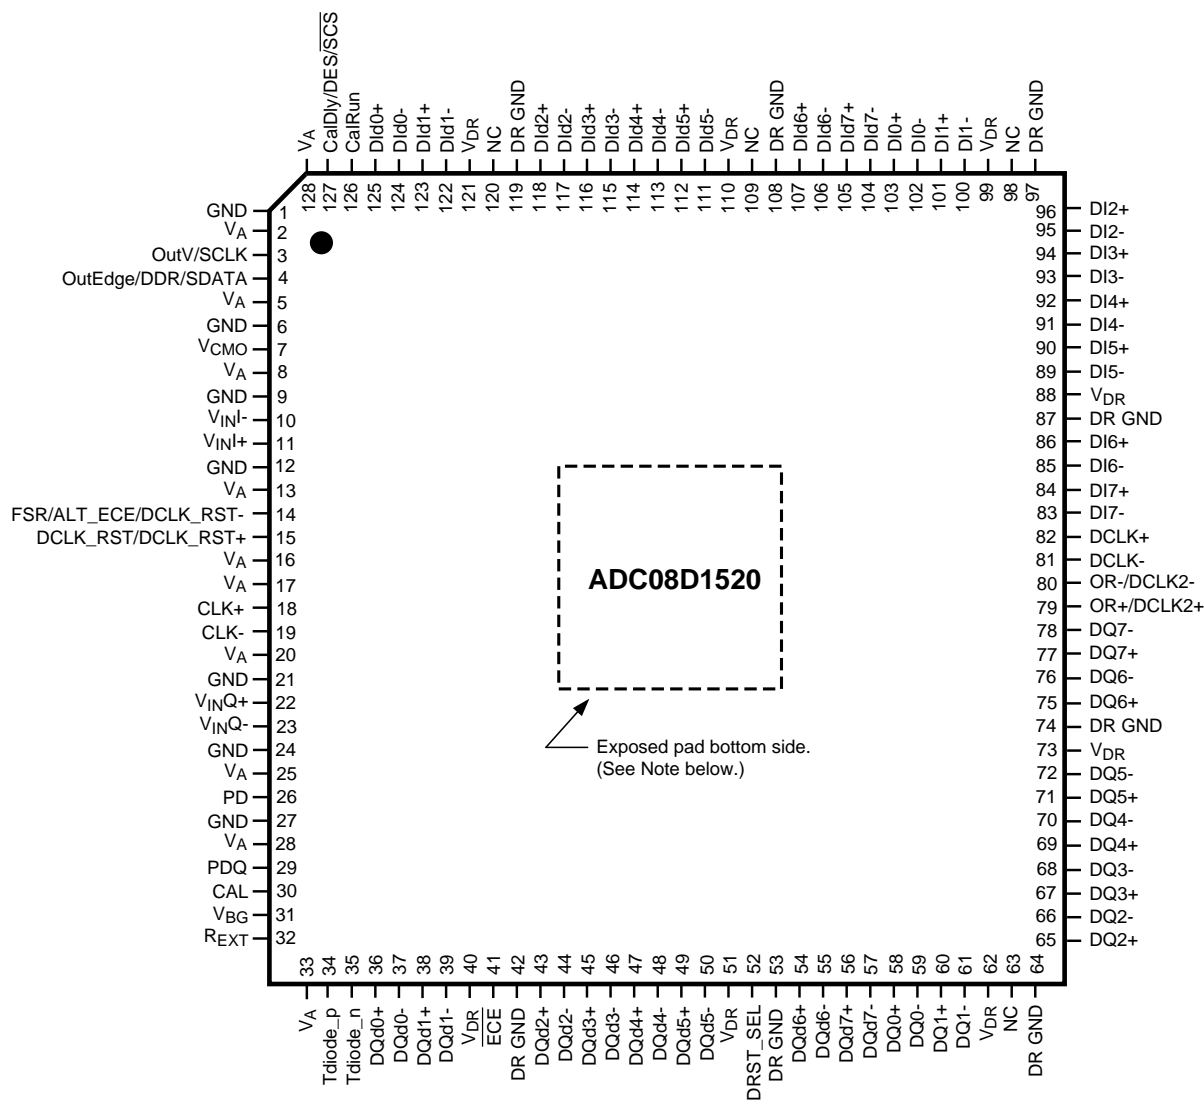 VA
CalDly/DES/SCS
CalRun
DId0+
DId0-
DId1+
DId1-
VDR
NC
DR GND
DId2+
DId2-
DId3+
DId3-
DId4+
DId4-
DId5+
DId5-
VDR
NC
DR GND
DId6+
DId6-
DId7+
DId7-
DI0+
DI0-
DI1+
DI1-
VDR
NC
DR GND
128
127
126
125
124
123
122
121
120
119
118
117
116
115
114
113
112
111
110
109
108
107
106
105
104
103
102
101
100
99
98
97
GND 1
VA 2
OutV/SCLK 3
OutEdge/DDR/SDATA 4
VA 5
GND 6
VCMO 7
VA 8
GND 9
VINI- 10
VINI+ 11
GND 12
VA 13
FSR/ALT_ECE/DCLK_RST- 14
DCLK_RST/DCLK_RST+ 15
VA 16
VA 17
CLK+ 18
CLK- 19
VA 20
GND 21
VINQ+ 22
VINQ- 23
GND 24
VA 25
PD 26
GND 27
VA 28
PDQ 29
CAL 30
VBG 31
REXT 32
ADC08D1520
Exposed pad bottom side.
(See Note below.)
96 DI2+
95 DI2-
94 DI3+
93 DI3-
92 DI4+
91 DI4-
90 DI5+
89 DI5-
88 VDR
87 DR GND
86 DI6+
85 DI6-
84 DI7+
83 DI7-
82 DCLK+
81 DCLK-
80 OR-/DCLK2-
79 OR+/DCLK2+
78 DQ7-
77 DQ7+
76 DQ6-
75 DQ6+
74 DR GND
73 VDR
72 DQ5-
71 DQ5+
70 DQ4-
69 DQ4+
68 DQ3-
67 DQ3+
66 DQ2-
65 DQ2+
33
34
35
36
37
38
39
40
41
42
43
44
45
46
47
48
49
50
51
52
53
54
55
56
57
58
59
60
61
62
63
64
VA
Tdiode_p
Tdiode_n
DQd0+
DQd0-
DQd1+
DQd1-
VDR
ECE
DR GND
DQd2+
DQd2-
DQd3+
DQd3-
DQd4+
DQd4-
DQd5+
DQd5-
VDR
DRST_SEL
DR GND
DQd6+
DQd6-
DQd7+
DQd7-
DQ0+
DQ0-
DQ1+
DQ1-
VDR
NC
DR GND